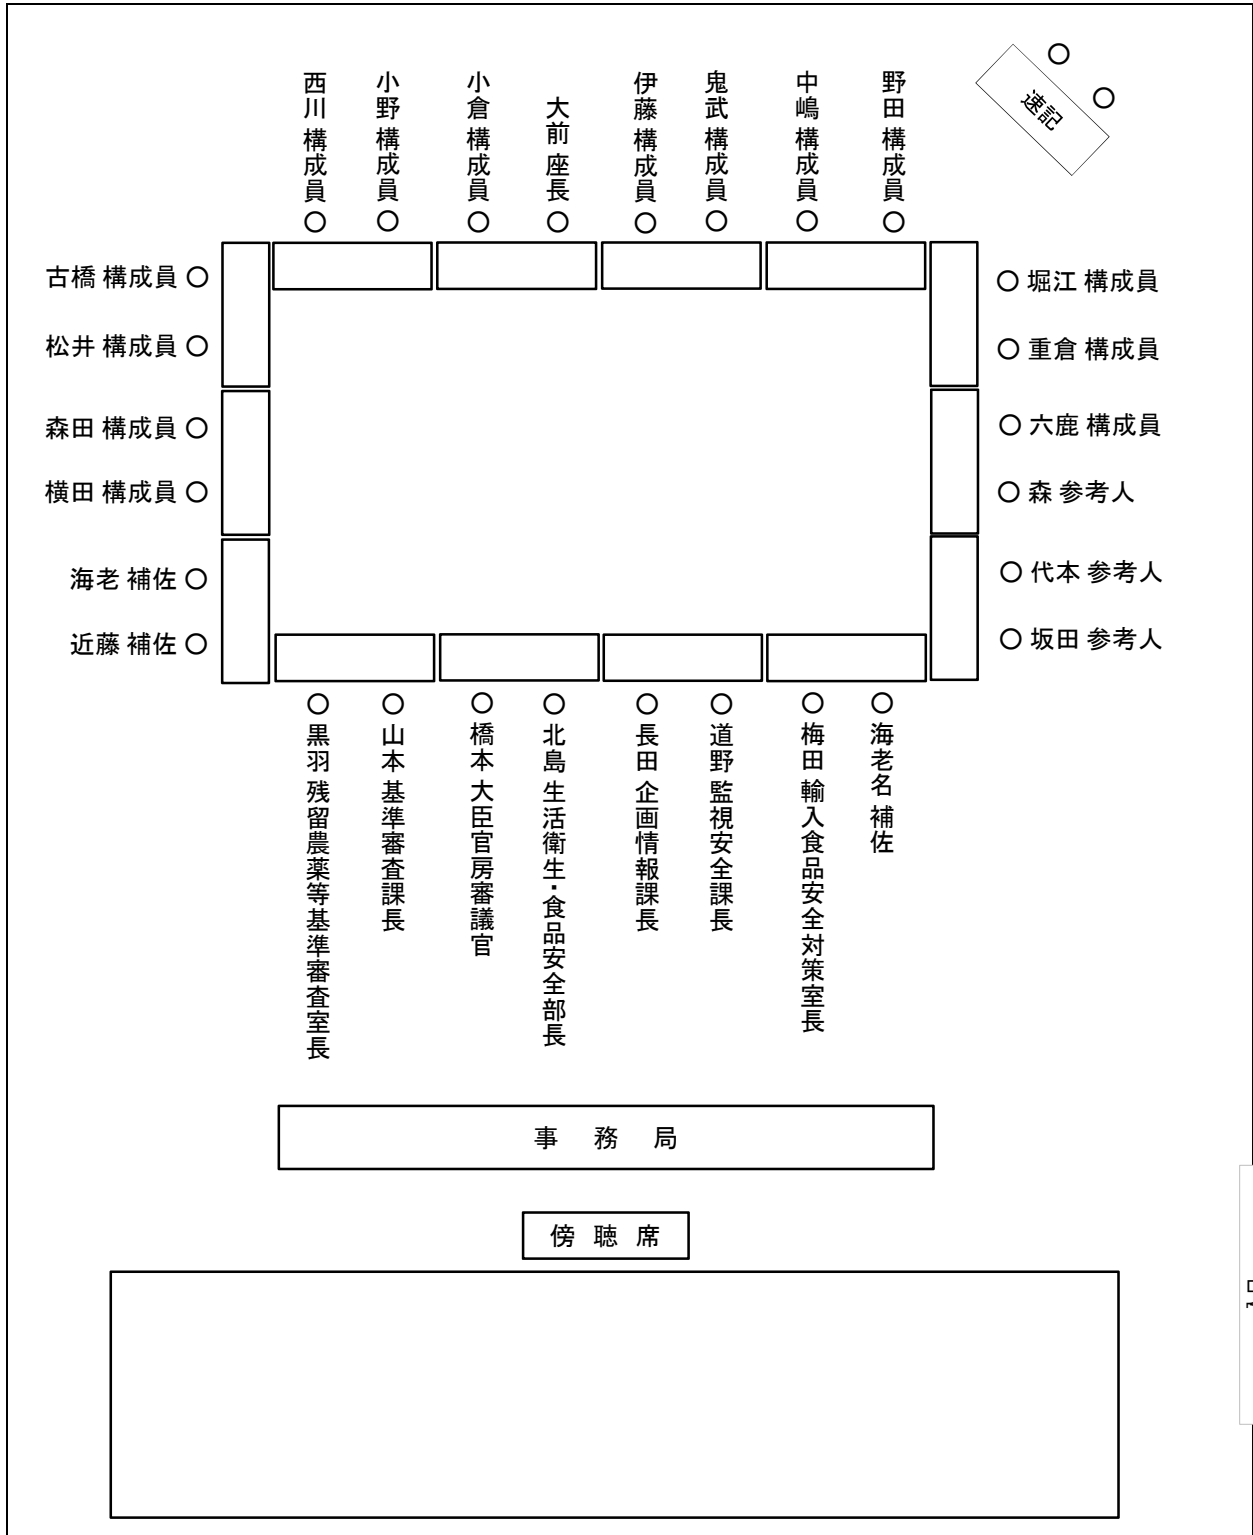 西川 構成員
小野 構成員
小倉 構成員
大前 座長
伊藤 構成員
鬼武 構成員
中嶋 構成員
野田 構成員
速記
古橋 構成員
松井 構成員
森田 構成員
横田 構成員
海老 補佐
近藤 補佐
堀江 構成員
重倉 構成員
六鹿 構成員
森 参考人
代本 参考人
坂田 参考人
黒羽 残留農薬等基準審査室長
山本 基準審査課長
橋本 大臣官房審議官
北島 生活衛生・食品安全部長
長田 企画情報課長
道野 監視安全課長
梅田 輸入食品安全対策室長
海老名 補佐
事 務 局
傍 聴 席